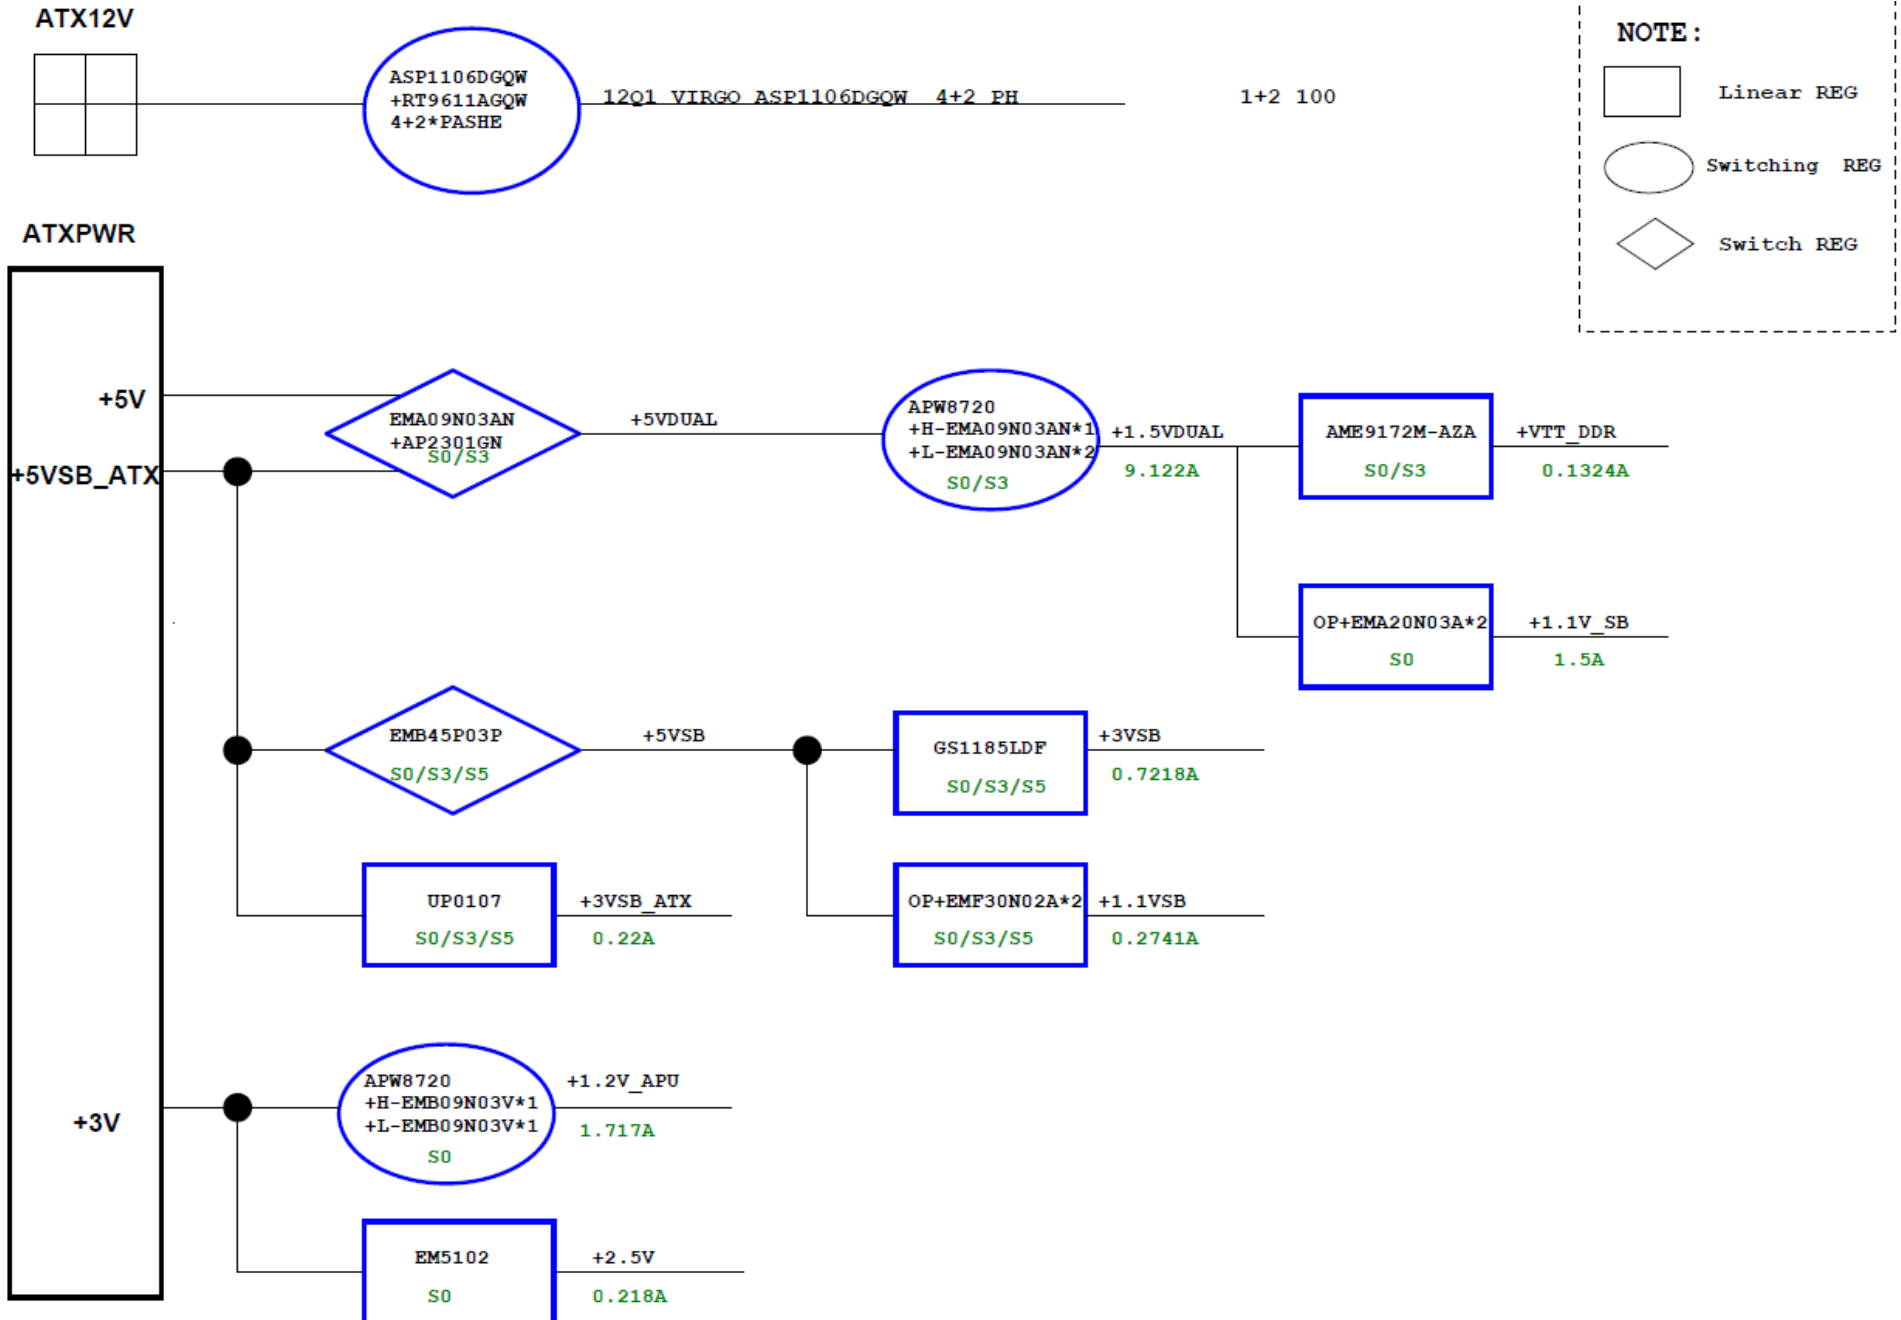 ATX12V
ASP1106DGQW
+RT9611AGQW
4+2*PASHE
12Q1 VIRGO ASP1106DGQW 4+2 PH
1+2 100
NOTE:
Linear REG
Switching REG
Switch REG
ATXPWR
+5V
+5VSB_ATX
EMA09N03AN
+AP2301GN
S0/S3
+5VDUAL
APW8720
+H-EMA09N03AN*1
+L-EMA09N03AN*2
S0/S3
+1.5VDUAL
9.122A
AME9172M-AZA
S0/S3
+VTT_DDR
0.1324A
OP+EMA20N03A*2
S0
+1.1V_SB
1.5A
EMB45P03P
S0/S3/S5
+5VSB
GS1185LDF
S0/S3/S5
+3VSB
0.7218A
UP0107
S0/S3/S5
+3VSB_ATX
0.22A
OP+EMF30N02A*2
S0/S3/S5
+1.1VSB
0.2741A
+3V
APW8720
+H-EMB09N03V*1
+L-EMB09N03V*1
S0
+1.2V_APU
1.717A
EM5102
S0
+2.5V
0.218A